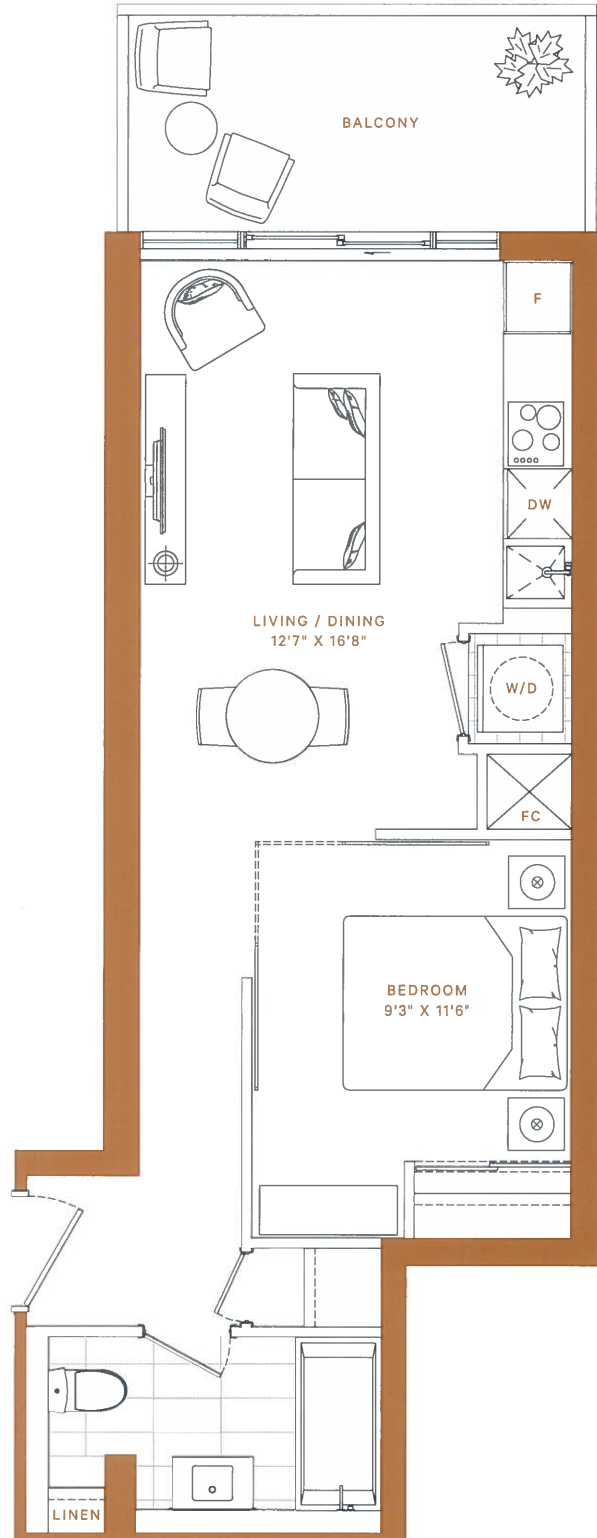 BALCONY
F
DW
LIVING / DINING
12'7" X 16'8"
W/D
FC
BEDROOM
9'3" X 11'6"
LINEN